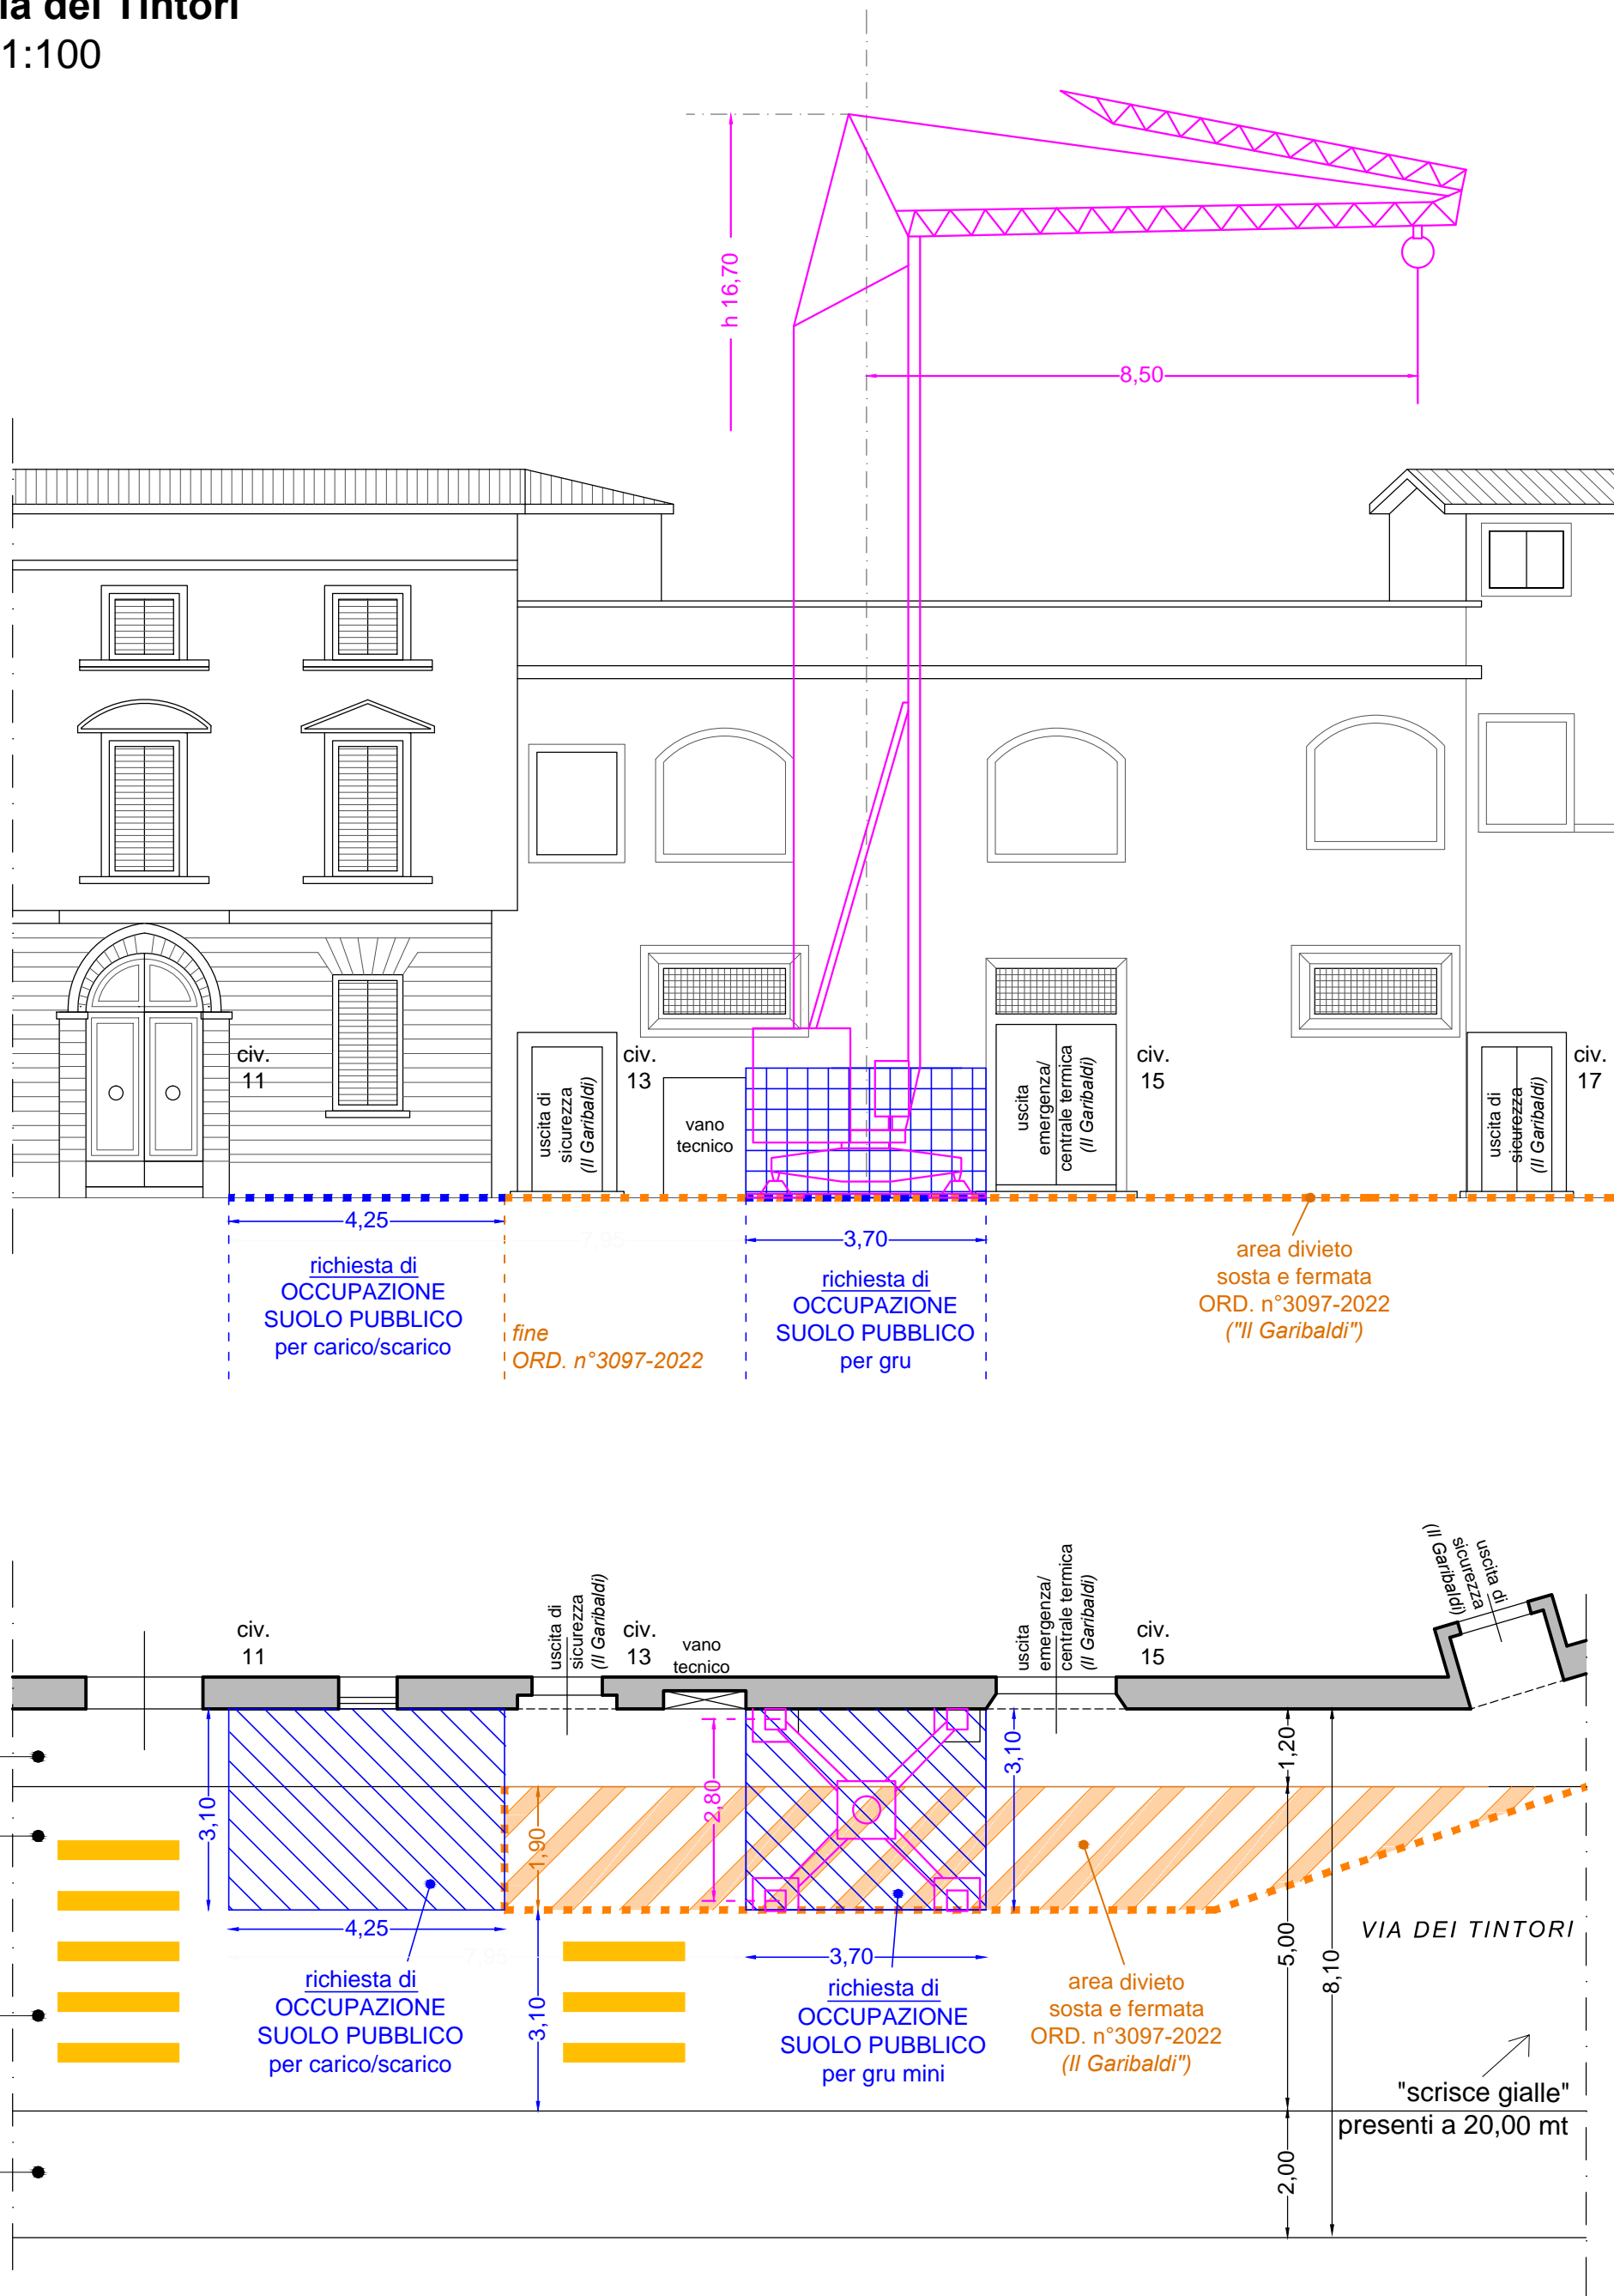 ia dei Tintori
1:100
h 16,70
8,50
civ.
11
uscita di
sicurezza
(Il Garibaldi)
civ.
13
vano
tecnico
uscita
emergenza/
centrale termica
(Il Garibaldi)
civ.
15
uscita di
sicurezza
(Il Garibaldi)
civ.
17
4,25
7,95
3,70
richiesta di
OCCUPAZIONE
SUOLO PUBBLICO
per carico/scarico
fine
ORD. n°3097-2022
richiesta di
OCCUPAZIONE
SUOLO PUBBLICO
per gru
area divieto
sosta e fermata
ORD. n°3097-2022
("Il Garibaldi")
civ.
11
uscita di
sicurezza
(Il Garibaldi)
civ.
13
vano
tecnico
uscita
emergenza/
centrale termica
(Il Garibaldi)
civ.
15
uscita di
sicurezza
(Il Garibaldi)
3,10
1,90
2,80
3,10
1,20
4,25
7,95
3,70
3,10
5,00
8,10
2,00
richiesta di
OCCUPAZIONE
SUOLO PUBBLICO
per carico/scarico
richiesta di
OCCUPAZIONE
SUOLO PUBBLICO
per gru mini
area divieto
sosta e fermata
ORD. n°3097-2022
(Il Garibaldi")
VIA DEI TINTORI
"scrisce gialle"
presenti a 20,00 mt